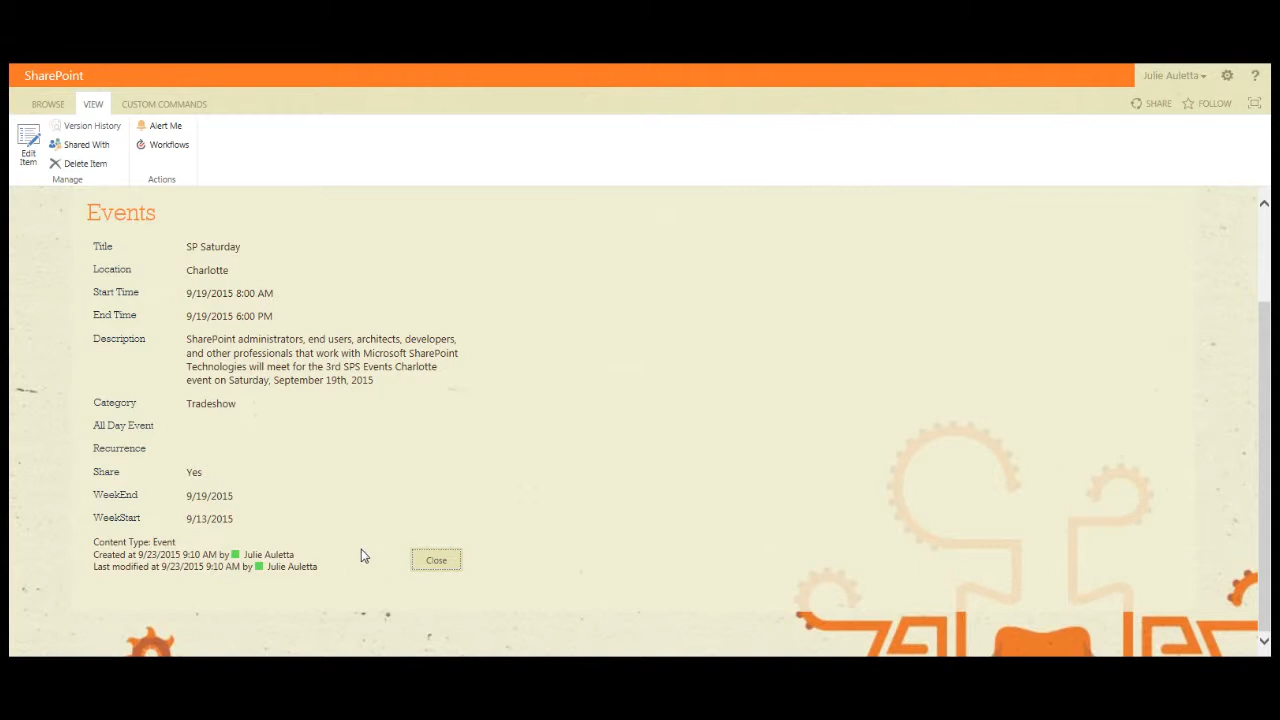 SharePoint
Julie Auletta
?
BROWSE VIEW CUSTOM COMMANDS
SHARE FOLLOW
Edit Item
Version History
Shared With
Delete Item
Manage
Alert Me
Workflows
Actions
Events
Title SP Saturday
Location Charlotte
Start Time 9/19/2015 8:00 AM
End Time 9/19/2015 6:00 PM
Description SharePoint administrators, end users, architects, developers,
and other professionals that work with Microsoft SharePoint
Technologies will meet for the 3rd SPS Events Charlotte
event on Saturday, September 19th, 2015
Category Tradeshow
All Day Event
Recurrence
Share Yes
WeekEnd 9/19/2015
WeekStart 9/13/2015
Content Type: Event
Created at 9/23/2015 9:10 AM by Julie Auletta
Last modified at 9/23/2015 9:10 AM by Julie Auletta
Close